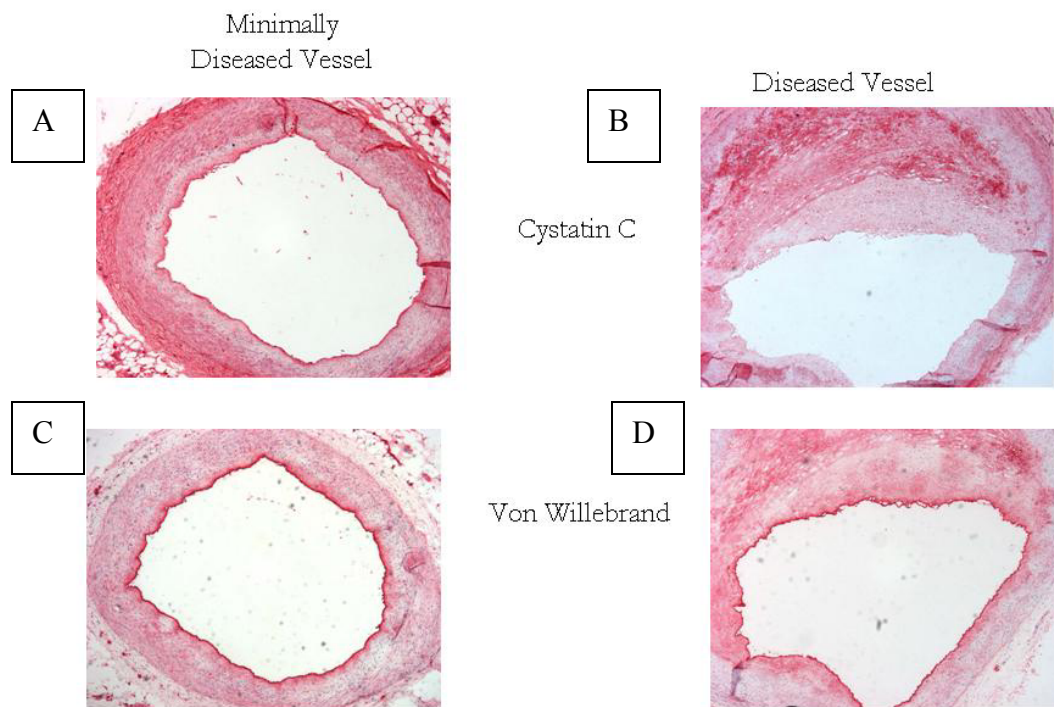 Minimally
Diseased Vessel
Diseased Vessel
A
B
Cystatin C
C
D
Von Willebrand